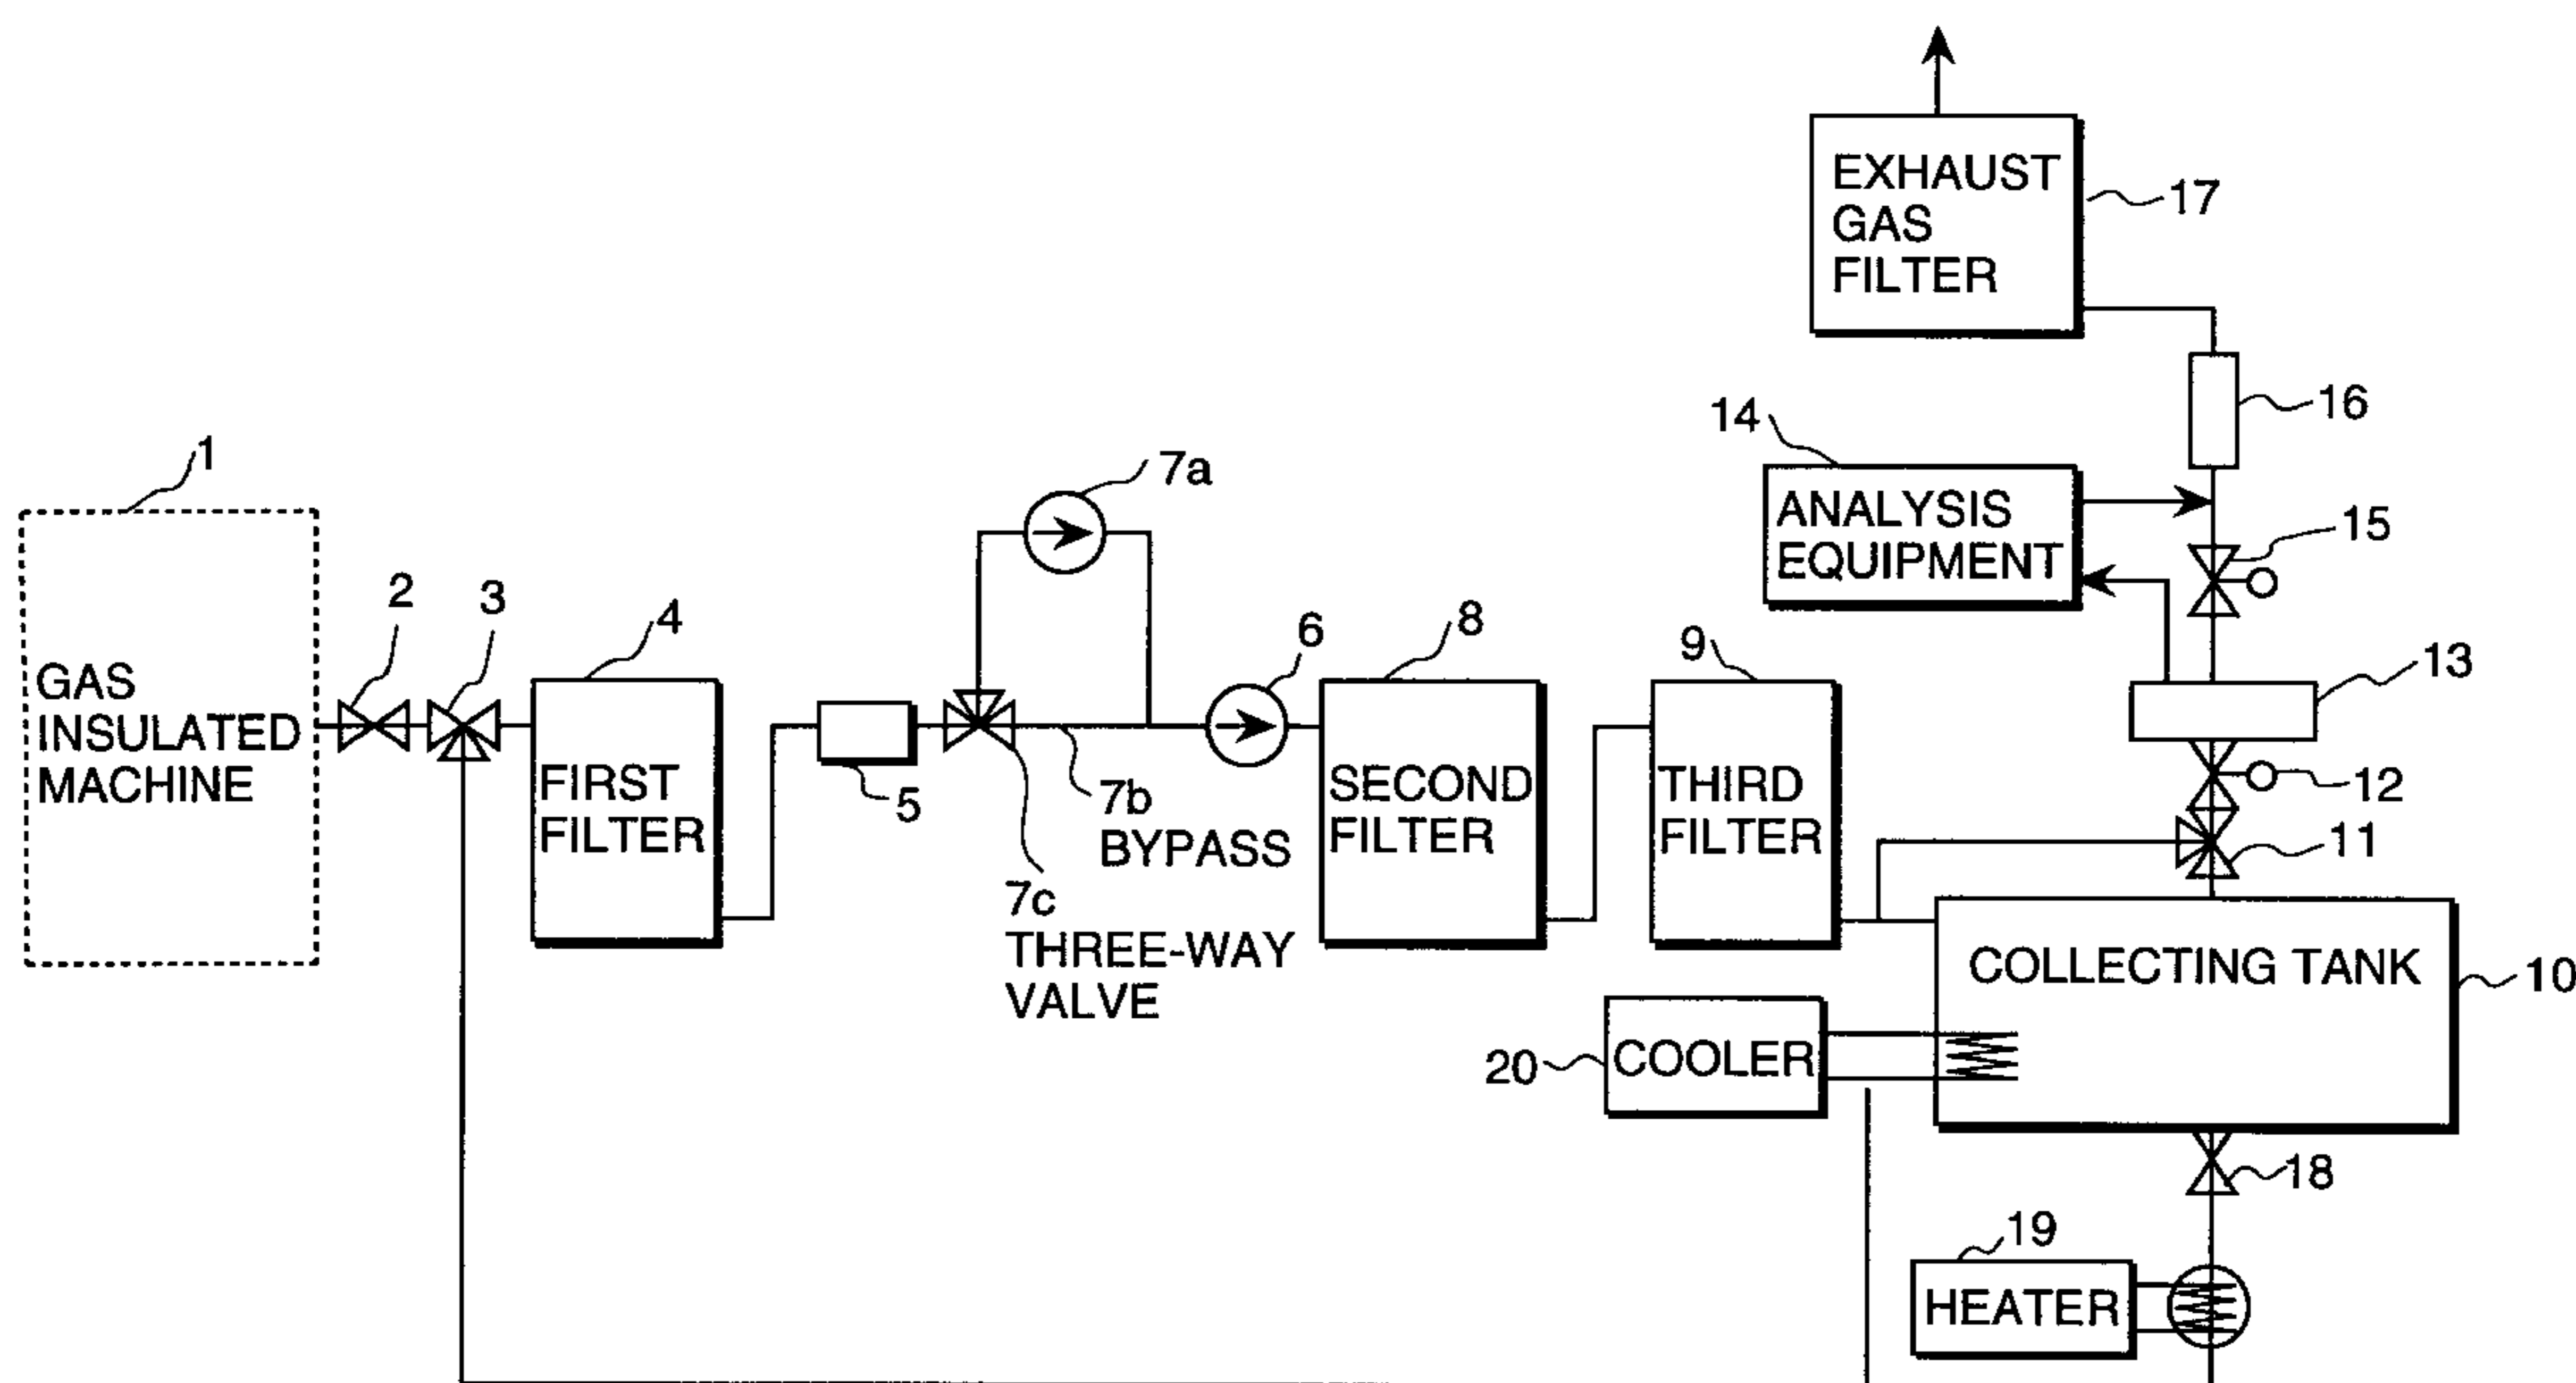 EXHAUST
GAS
FILTER
17
16
14
ANALYSIS
EQUIPMENT
15
1
7a
2
3
4
6
8
9
13
GAS
INSULATED
MACHINE
FIRST
FILTER
5
7b
BYPASS
7c
THREE-WAY
VALVE
SECOND
FILTER
THIRD
FILTER
12
11
COLLECTING TANK
10
20
COOLER
18
19
HEATER